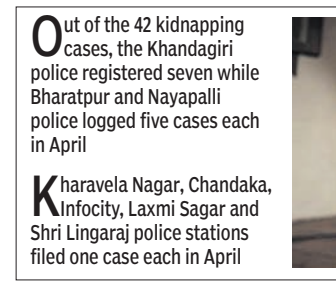 Out of the 42 kidnapping
cases, the Khandagiri
police registered seven while
Bharatpur and Nayapalli
police logged five cases each
in April
Kharavela Nagar, Chandaka,
Infocity, Laxmi Sagar and
Shri Lingaraj police stations
filed one case each in April